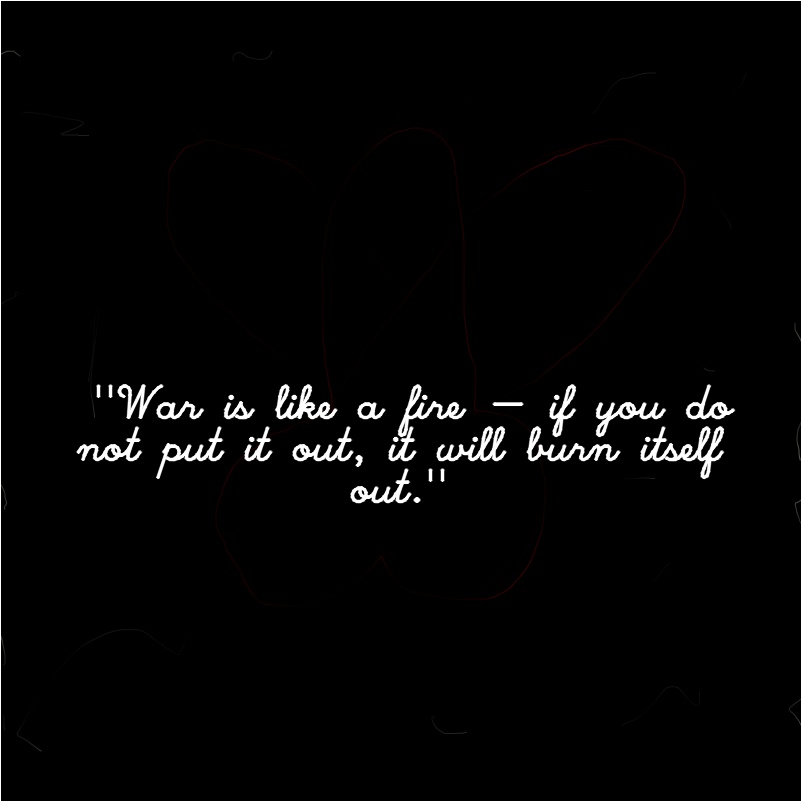 "War is like a fire — if you do
not put it out, it will burn itself
out."